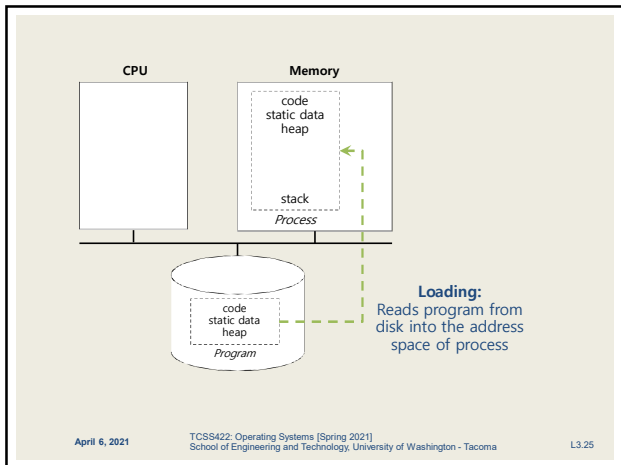 CPU
Memory
code
static data
heap
stack
Process
code
static data
heap
Program
Loading:
Reads program from
disk into the address
space of process
April 6, 2021
TCSS422: Operating Systems [Spring 2021]
School of Engineering and Technology, University of Washington - Tacoma
L3.25